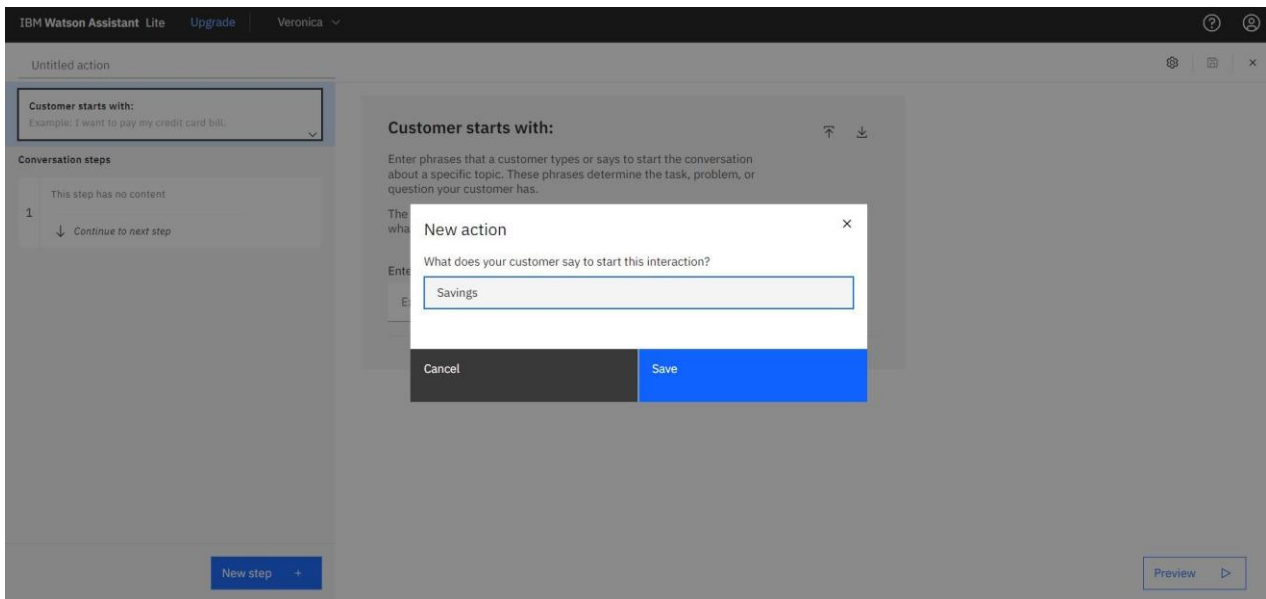 IBM Watson Assistant Lite Upgrade Veronica
Untitled action
Customer starts with:
Example: I want to pay my credit card bill.
Conversation steps
This step has no content
1
Continue to next step
New step +
Customer starts with:
Enter phrases that a customer types or says to start the conversation
about a specific topic. These phrases determine the task, problem, or
question your customer has.
The
wha
Ente
E
New action
What does your customer say to start this interaction?
Savings
Cancel
Save
Preview